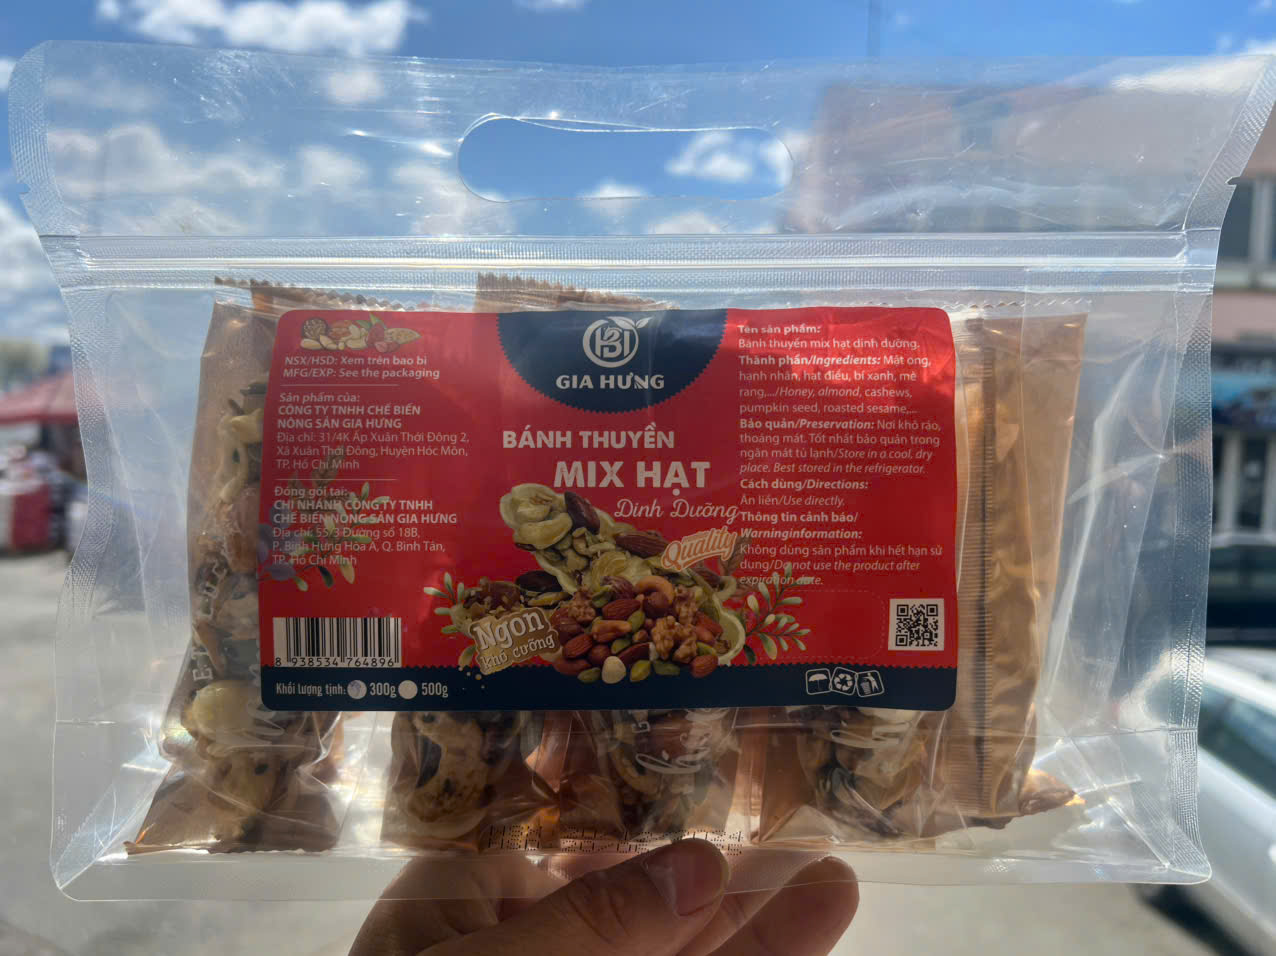 NSX/HSD: Xem trên bao bì
MFG/EXP: See the packaging
Sản phẩm của:
CÔNG TY TNHH CHẾ BIẾN
NÔNG SẢN GIA HƯNG
Địa chỉ: 31/4K Ấp Xuân Thới Đông 2,
Xã Xuân Thới Đông, Huyện Hóc Môn,
TP. Hồ Chí Minh
Đóng gói tại:
CHI NHÁNH CÔNG TY TNHH
CHẾ BIẾN NÔNG SẢN GIA HƯNG
Địa chỉ: 55/3 Đường số 18B,
P. Bình Hưng Hòa A, Q. Bình Tân,
TP. Hồ Chí Minh
8 938534 764896
Khối lượng tịnh: 300g 500g
GIA HƯNG
BÁNH THUYỀN
MIX HẠT
Dinh Dưỡng
Quality
Ngon
khó cưỡng
Tên sản phẩm:
Bánh thuyền mix hạt dinh dưỡng.
Thành phần/Ingredients: Mật ong,
hạnh nhân, hạt điều, bí xanh, mè
rang,.../Honey, almond, cashews,
pumpkin seed, roasted sesame,...
Bảo quản/Preservation: Nơi khô ráo,
thoáng mát. Tốt nhất bảo quản trong
ngăn mát tủ lạnh/Store in a cool, dry
place. Best stored in the refrigerator.
Cách dùng/Directions:
Ăn liền/Use directly.
Thông tin cảnh báo/
Warninginformation:
Không dùng sản phẩm khi hết hạn sử
dụng/Do not use the product after
expiration date.